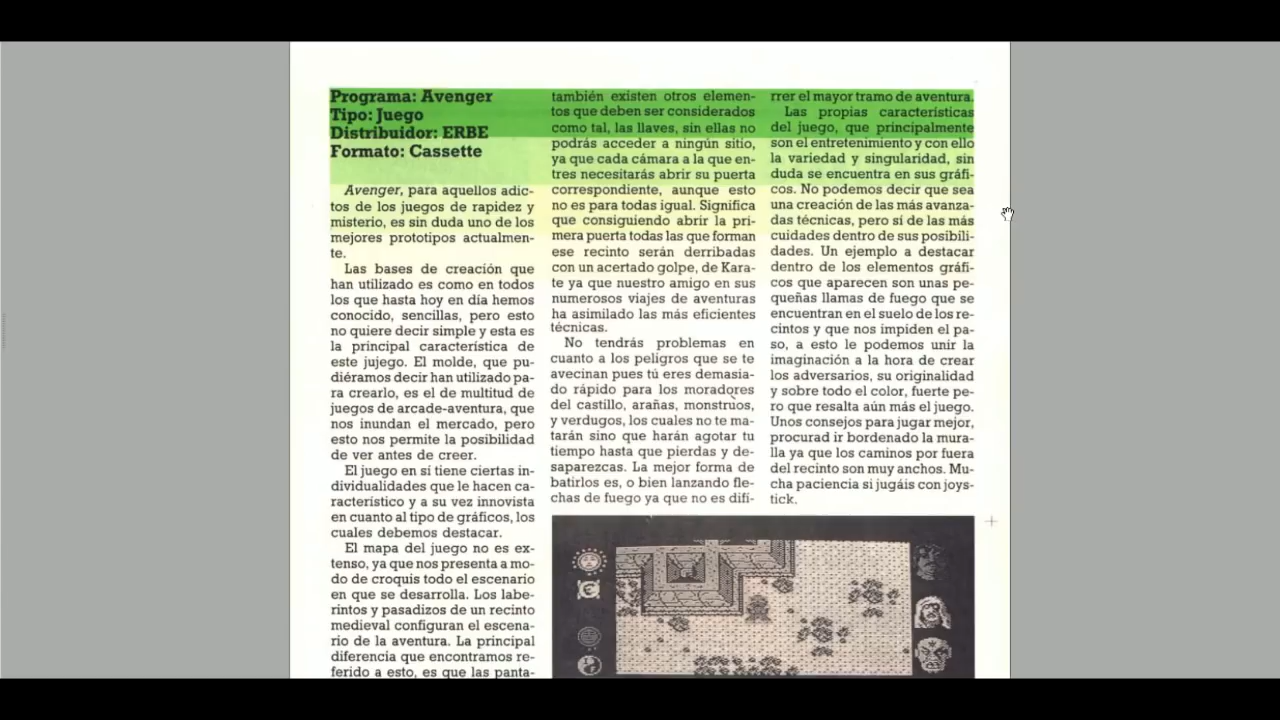 Programa: Avenger
Tipo: Juego
Distribuidor: ERBE
Formato: Cassette
Avenger, para aquellos adic-
tos de los juegos de rapidez y
misterio, es sin duda uno de los
mejores prototipos actualmen-
te.
Las bases de creación que
han utilizado es como en todos
los que hasta hoy en día hemos
conocido, sencillas, pero esto
no quiere decir simple y esta es
la principal característica de
este jujego. El molde, que pu-
diéramos decir han utilizado pa-
ra crearlo, es el de multitud de
juegos de arcade-aventura, que
nos inundan el mercado, pero
esto nos permite la posibilidad
de ver antes de creer.
El juego en sí tiene ciertas in-
dividualidades que le hacen ca-
racterístico y a su vez innovista
en cuanto al tipo de gráficos, los
cuales debemos destacar.
El mapa del juego no es ex-
tenso, ya que nos presenta a mo-
do de croquis todo el escenario
en que se desarrolla. Los labe-
rintos y pasadizos de un recinto
medieval configuran el escena-
rio de la aventura. La principal
diferencia que encontramos re-
ferido a esto, es que las panta-
también existen otros elemen-
tos que deben ser considerados
como tal, las llaves, sin ellas no
podrás acceder a ningún sitio,
ya que cada cámara a la que en-
tres necesitarás abrir su puerta
correspondiente, aunque esto
no es para todas igual. Significa
que consiguiendo abrir la pri-
mera puerta todas las que forman
ese recinto serán derribadas
con un acertado golpe, de Kara-
te ya que nuestro amigo en sus
numerosos viajes de aventuras
ha asimilado las más eficientes
técnicas.
No tendrás problemas en
cuanto a los peligros que se te
avecinan pues tú eres demasia-
do rápido para los moradores
del castillo, arañas, monstruos,
y verdugos, los cuales no te ma-
tarán sino que harán agotar tu
tiempo hasta que pierdas y de-
saparezcas. La mejor forma de
batirlos es, o bien lanzando fle-
chas de fuego ya que no es difí-
rrer el mayor tramo de aventura.
Las propias características
del juego, que principalmente
son el entretenimiento y con ello
la variedad y singularidad, sin
duda se encuentra en sus gráfi-
cos. No podemos decir que sea
una creación de las más avanza-
das técnicas, pero sí de las más
cuidades dentro de sus posibili-
dades. Un ejemplo a destacar
dentro de los elementos gráfi-
cos que aparecen son unas pe-
queñas llamas de fuego que se
encuentran en el suelo de los re-
cintos y que nos impiden el pa-
so, a esto le podemos unir la
imaginación a la hora de crear
los adversarios, su originalidad
y sobre todo el color, fuerte pe-
ro que resalta aún más el juego.
Unos consejos para jugar mejor,
procurad ir bordenado la mura-
lla ya que los caminos por fuera
del recinto son muy anchos. Mu-
cha paciencia si jugáis con joys-
tick.